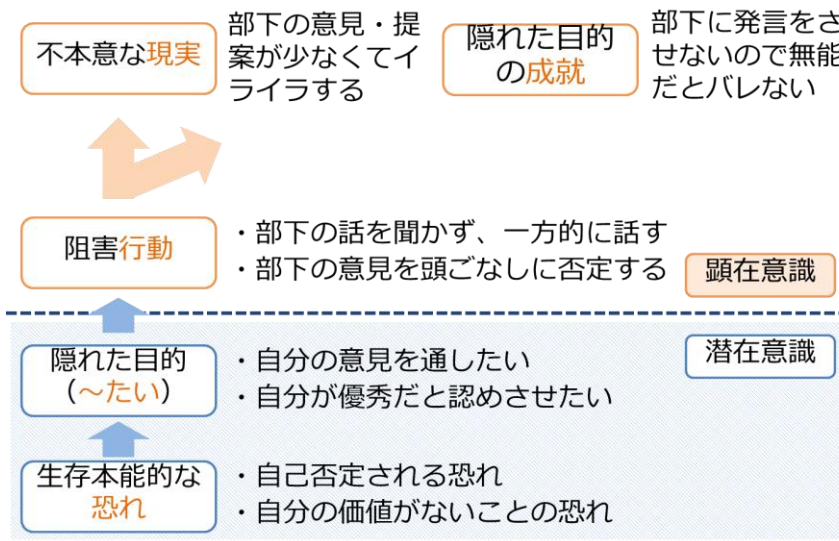 不本意な現実
部下の意見・提
案が少なくてイ
ライラする
隠れた目的
の成就
部下に発言をさ
せないので無能
だとバレない
阻害行動
・部下の話を聞かず、一方的に話す
・部下の意見を頭ごなしに否定する
顕在意識
潜在意識
隠れた目的
（～たい）
・自分の意見を通したい
・自分が優秀だと認めさせたい
生存本能的な
恐れ
・自己否定される恐れ
・自分の価値がないことの恐れ